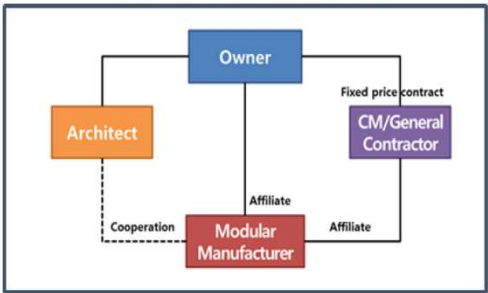 Owner
Fixed price contract
Architect
CM/General
Contractor
Affiliate
Cooperation
Modular
Manufacturer
Affiliate